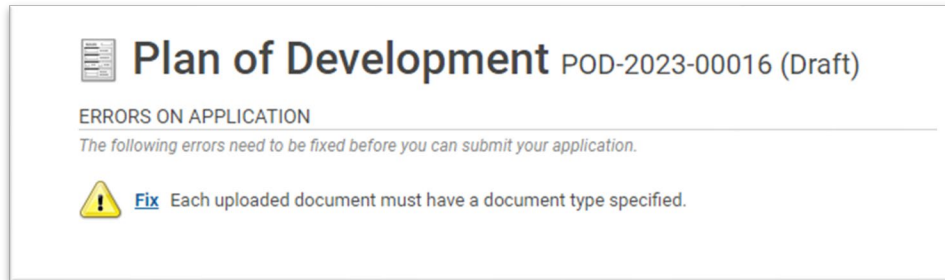 Plan of Development POD-2023-00016 (Draft)
ERRORS ON APPLICATION
The following errors need to be fixed before you can submit your application.
Fix Each uploaded document must have a document type specified.